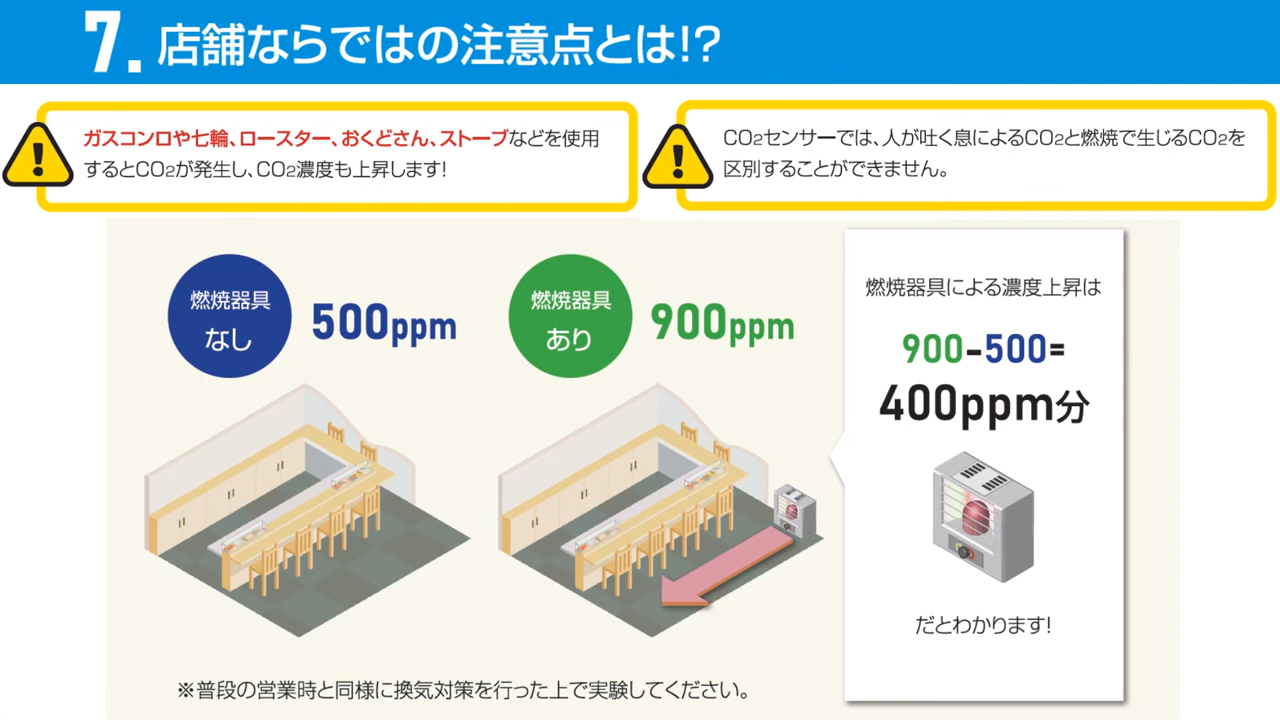 7. 店舗ならではの注意点とは!?
ガスコンロや七輪、ロースター、おくどさん、ストーブなどを使用
するとCO2が発生し、CO2濃度も上昇します!
CO2センサーでは、人が吐く息によるCO2と燃焼で生じるCO2を
区別することができません。
燃焼器具
なし
500ppm
燃焼器具
あり
900ppm
燃焼器具による濃度上昇は
900-500=
400ppm分
だとわかります!
※普段の営業時と同様に換気対策を行った上で実験してください。